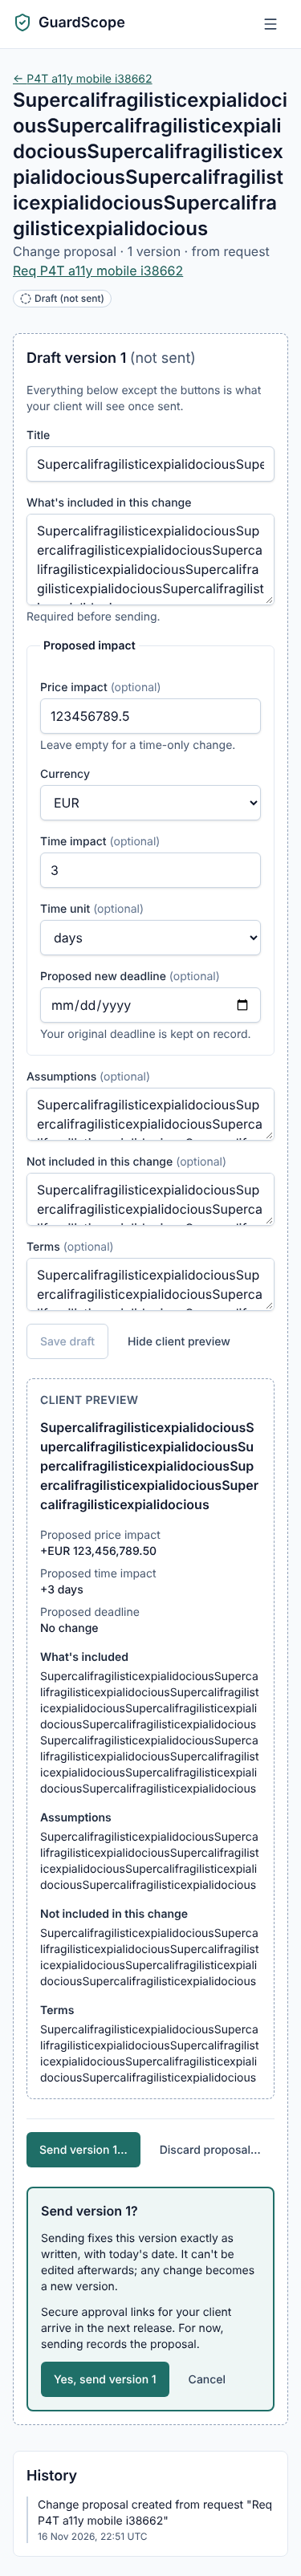 GuardScope
← P4T a11y mobile i38662
Supercalifragilisticexpialidoc
iousSupercalifragilisticexpiali
dociousSupercalifragilisticex
pialidociousSupercalifragilist
icexpialidociousSupercalifra
gilisticexpialidocious
Change proposal · 1 version · from request
Req P4T a11y mobile i38662
Draft (not sent)
Draft version 1 (not sent)
Everything below except the buttons is what
your client will see once sent.
Title
SupercalifragilisticexpialidociousSupe
What's included in this change
SupercalifragilisticexpialidociousSup
ercalifragilisticexpialidociousSuperca
lifragilisticexpialidociousSupercalifra
gilisticexpialidociousSupercalifragilist
Required before sending.
Proposed impact
Price impact (optional)
123456789.5
Leave empty for a time-only change.
Currency
EUR
Time impact (optional)
3
Time unit (optional)
days
Proposed new deadline (optional)
mm/dd/yyyy
Your original deadline is kept on record.
Assumptions (optional)
SupercalifragilisticexpialidociousSup
ercalifragilisticexpialidociousSuperca
Not included in this change (optional)
SupercalifragilisticexpialidociousSup
ercalifragilisticexpialidociousSuperca
Terms (optional)
SupercalifragilisticexpialidociousSup
ercalifragilisticexpialidociousSuperca
Save draft Hide client preview
CLIENT PREVIEW
SupercalifragilisticexpialidociousS
upercalifragilisticexpialidociousSu
percalifragilisticexpialidociousSup
ercalifragilisticexpialidociousSuper
califragilisticexpialidocious
Proposed price impact
+EUR 123,456,789.50
Proposed time impact
+3 days
Proposed deadline
No change
What's included
SupercalifragilisticexpialidociousSuperca
lifragilisticexpialidociousSupercalifragilist
icexpialidociousSupercalifragilisticexpiali
dociousSupercalifragilisticexpialidocious
SupercalifragilisticexpialidociousSuperca
lifragilisticexpialidociousSupercalifragilist
icexpialidociousSupercalifragilisticexpiali
dociousSupercalifragilisticexpialidocious
Assumptions
SupercalifragilisticexpialidociousSuperca
lifragilisticexpialidociousSupercalifragilist
icexpialidociousSupercalifragilisticexpiali
dociousSupercalifragilisticexpialidocious
Not included in this change
SupercalifragilisticexpialidociousSuperca
lifragilisticexpialidociousSupercalifragilist
icexpialidociousSupercalifragilisticexpiali
dociousSupercalifragilisticexpialidocious
Terms
SupercalifragilisticexpialidociousSuperca
lifragilisticexpialidociousSupercalifragilist
icexpialidociousSupercalifragilisticexpiali
dociousSupercalifragilisticexpialidocious
Send version 1... Discard proposal...
Send version 1?
Sending fixes this version exactly as
written, with today's date. It can't be
edited afterwards; any change becomes
a new version.
Secure approval links for your client
arrive in the next release. For now,
sending records the proposal.
Yes, send version 1 Cancel
History
Change proposal created from request "Req
P4T a11y mobile i38662"
16 Nov 2026, 22:51 UTC